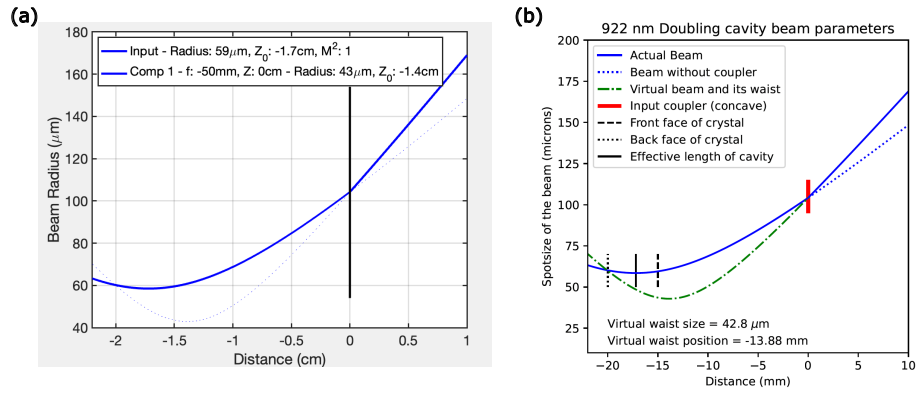 (a)
180
160
140
120
100
80
60
40
Beam Radius (μm)
Input - Radius: 59μm, Z0: -1.7cm, M2: 1
Comp 1 - f: -50mm, Z: 0cm - Radius: 43μm, Z0: -1.4cm
-2
-1.5
-1
-0.5
0
0.5
1
Distance (cm)
(b)
922 nm Doubling cavity beam parameters
200
175
150
125
100
75
50
25
Spotsize of the beam (microns)
Actual Beam
Beam without coupler
Virtual beam and its waist
Input coupler (concave)
Front face of crystal
Back face of crystal
Effective length of cavity
Virtual waist size = 42.8 μm
Virtual waist position = -13.88 mm
−20
−15
−10
−5
0
5
10
Distance (mm)